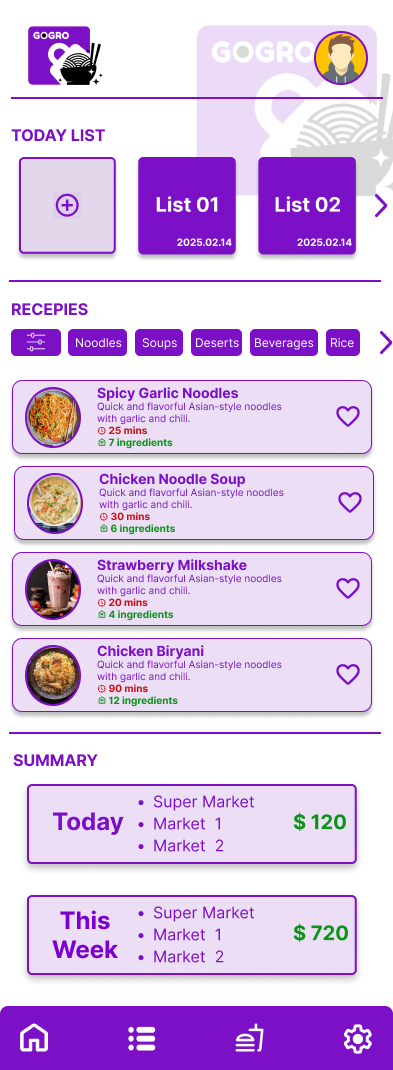 GOGRO
GOGRO
TODAY LIST
List 01
2025.02.14
List 02
2025.02.14
RECEPIES
Noodles
Soups
Deserts
Beverages
Rice
Spicy Garlic Noodles
Quick and flavorful Asian-style noodles
with garlic and chili.
25 mins
7 ingredients
Chicken Noodle Soup
Quick and flavorful Asian-style noodles
with garlic and chili.
30 mins
6 ingredients
Strawberry Milkshake
Quick and flavorful Asian-style noodles
with garlic and chili.
20 mins
4 ingredients
Chicken Biryani
Quick and flavorful Asian-style noodles
with garlic and chili.
90 mins
12 ingredients
SUMMARY
Today
• Super Market
• Market 1
• Market 2
$ 120
This
Week
• Super Market
• Market 1
• Market 2
$ 720